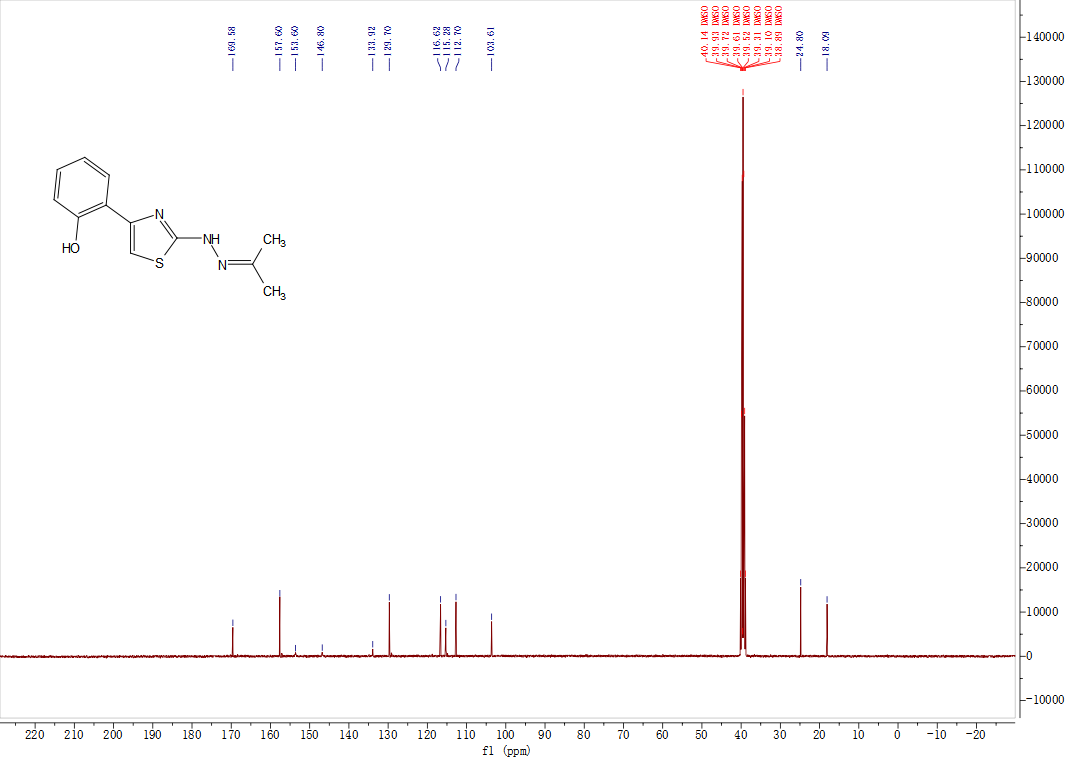 169.58
157.60
153.60
146.80
133.92
129.70
116.62
115.28
112.70
103.61
40.14 DMSO
39.93 DMSO
39.72 DMSO
39.61 DMSO
39.52 DMSO
39.31 DMSO
39.10 DMSO
38.89 DMSO
24.80
18.09
140000
130000
120000
110000
100000
90000
80000
70000
60000
50000
40000
30000
20000
10000
0
-10000
N
HO
NH
CH3
S
N
CH3
220 210 200 190 180 170 160 150 140 130 120 110 100 90 80 70 60 50 40 30 20 10 0 -10 -20
f1 (ppm)